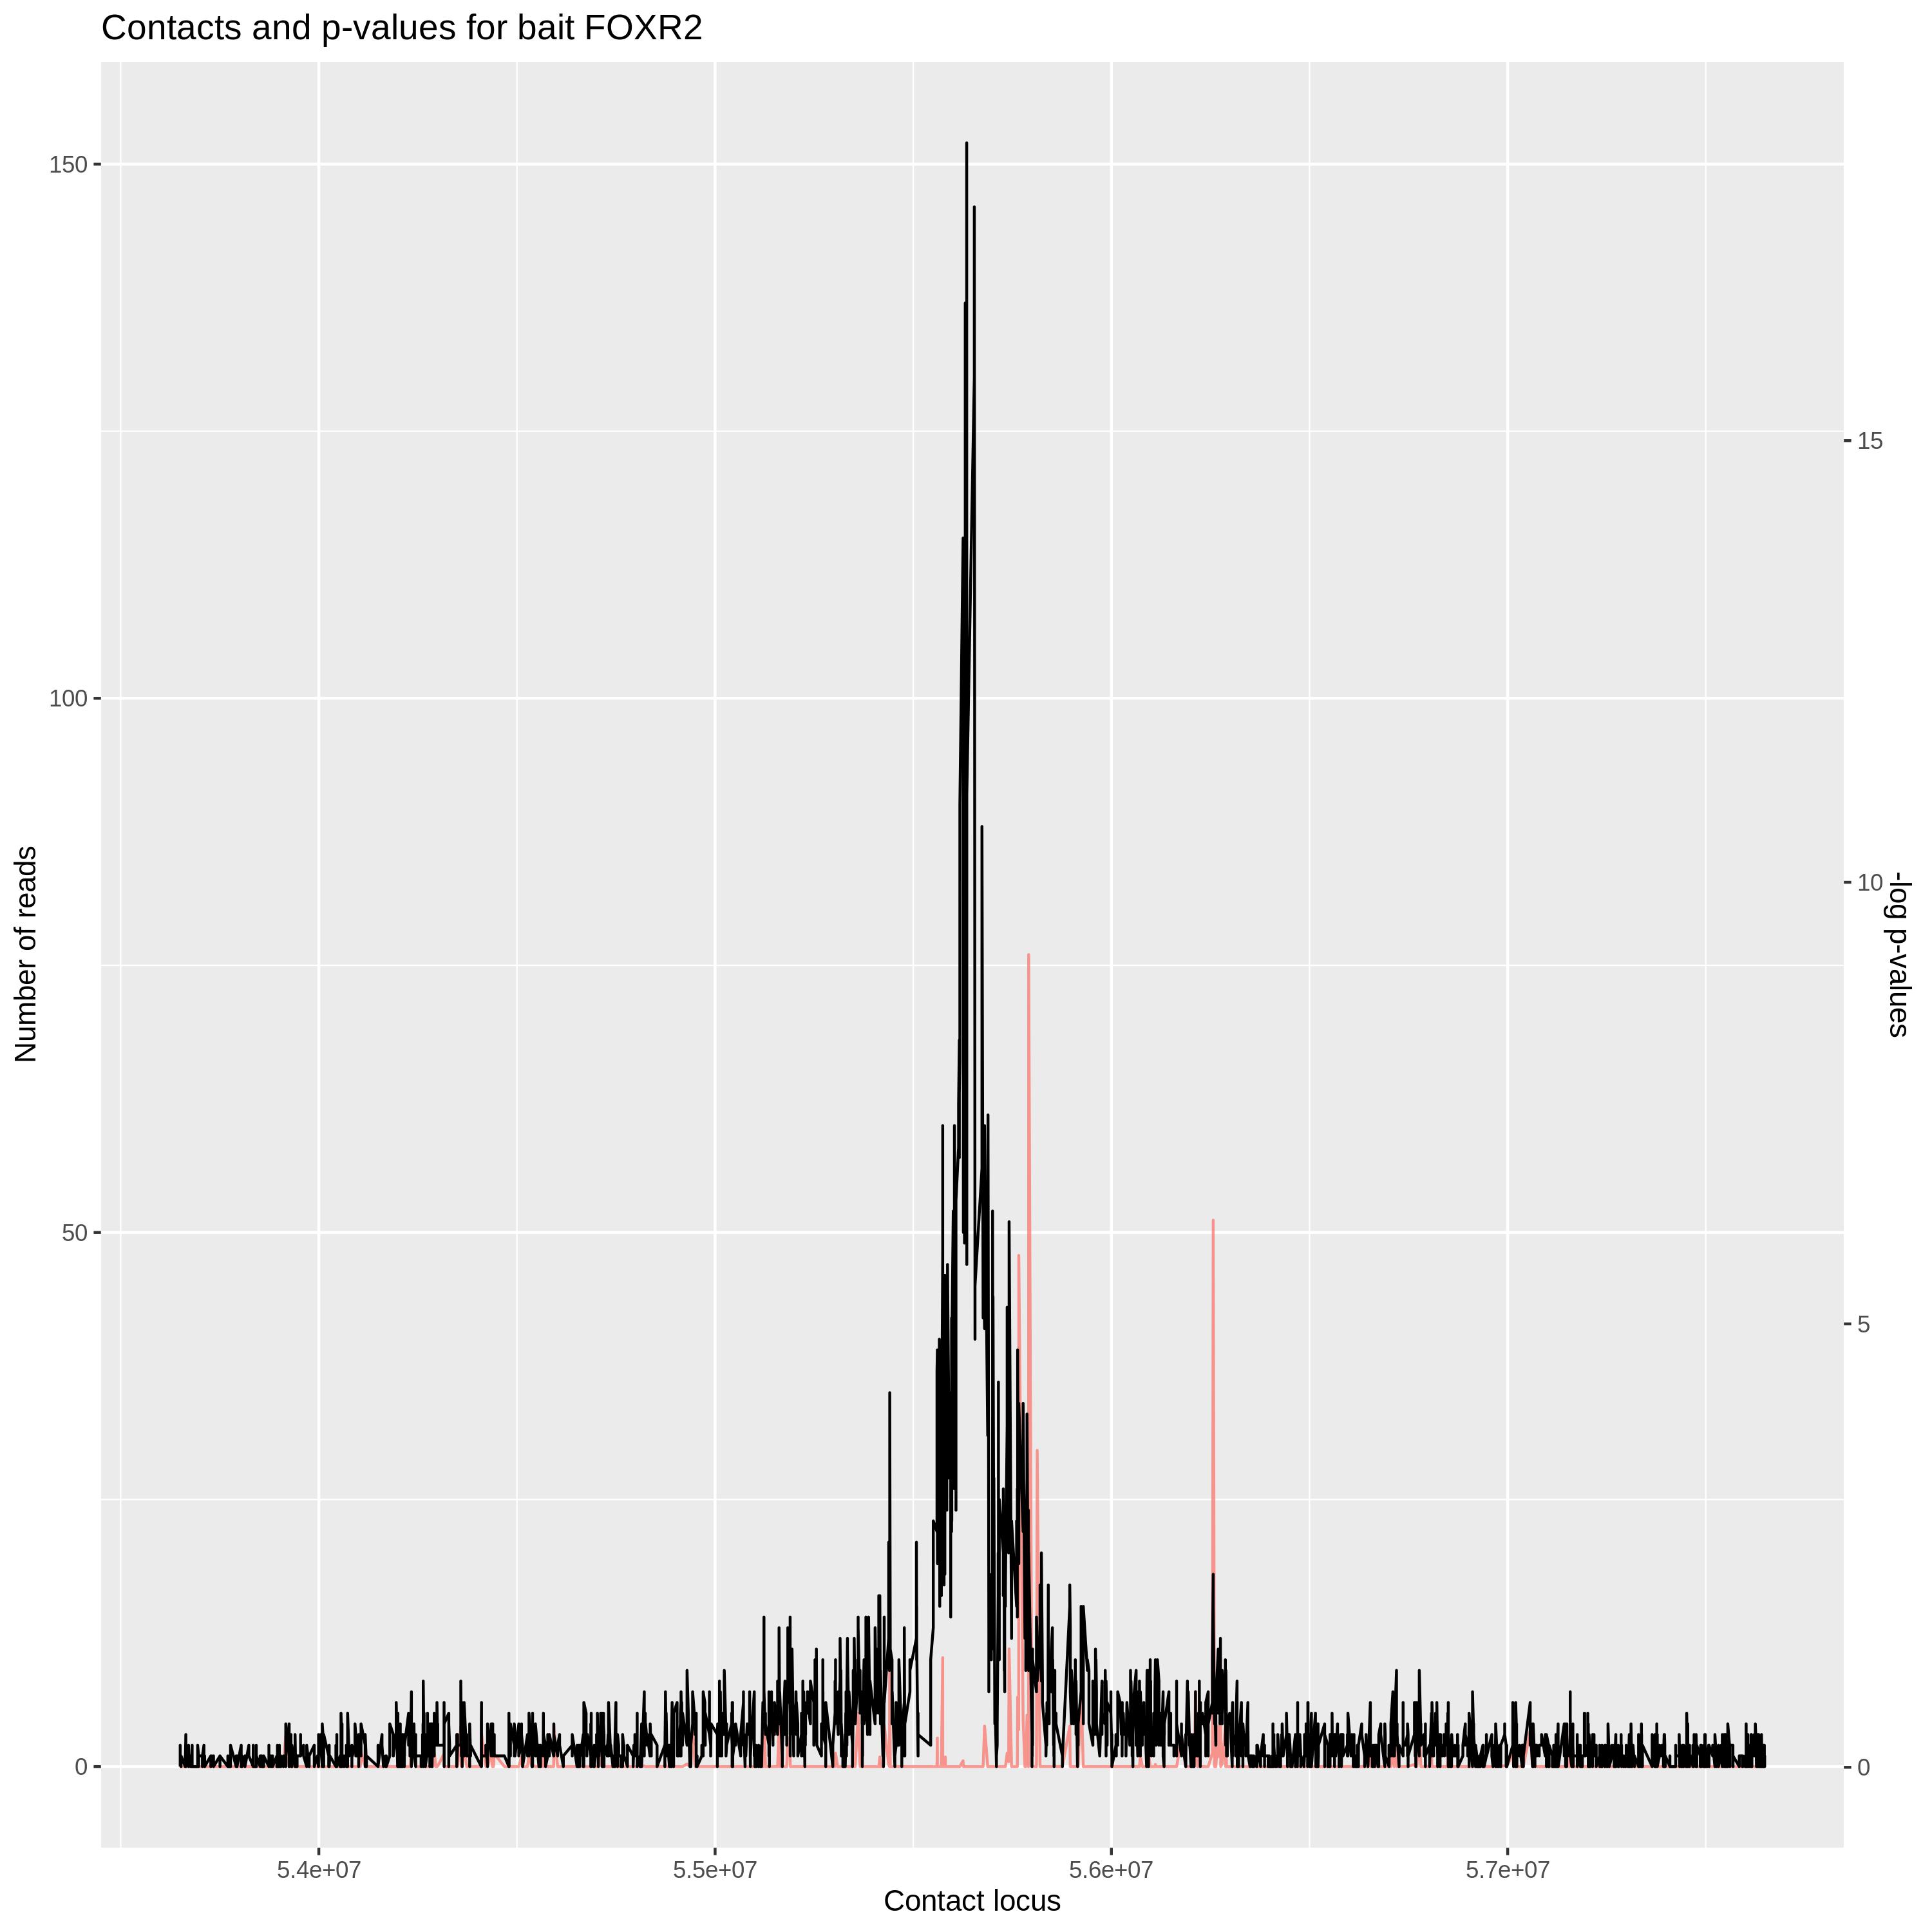 Contacts and p-values for bait FOXR2
150
100
50
0
Number of reads
15
10
5
0
-log p-values
5.4e+07
5.5e+07
5.6e+07
5.7e+07
Contact locus